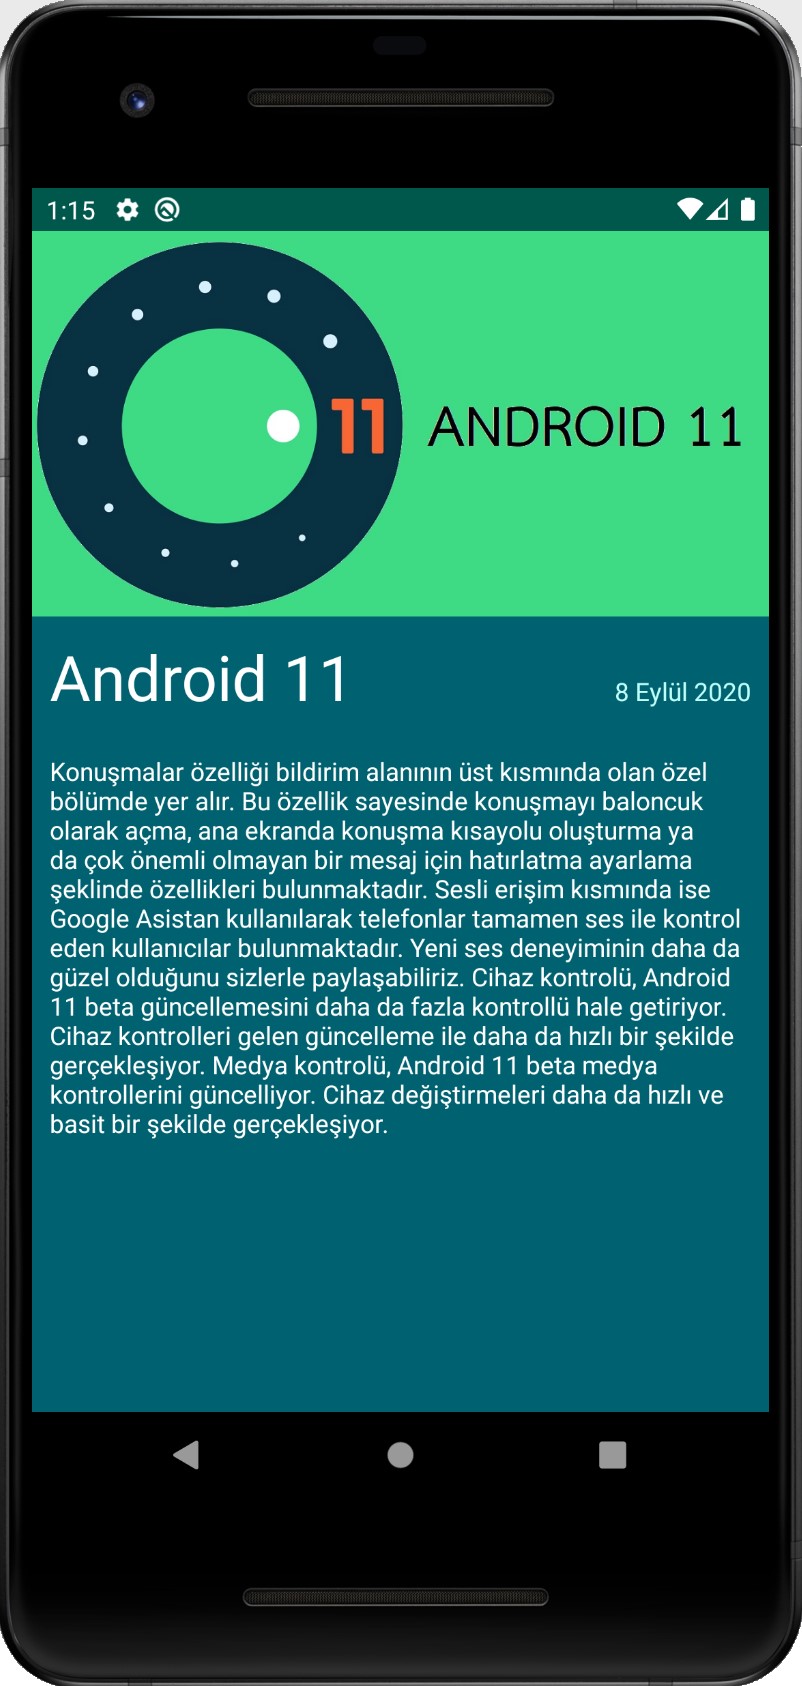 1:15
11
ANDROID 11
Android 11
8 Eylül 2020
Konuşmalar özelliği bildirim alanının üst kısmında olan özel
bölümde yer alır. Bu özellik sayesinde konuşmayı baloncuk
olarak açma, ana ekranda konuşma kısayolu oluşturma ya
da çok önemli olmayan bir mesaj için hatırlatma ayarlama
şeklinde özellikleri bulunmaktadır. Sesli erişim kısmında ise
Google Asistan kullanılarak telefonlar tamamen ses ile kontrol
eden kullanıcılar bulunmaktadır. Yeni ses deneyiminin daha da
güzel olduğunu sizlerle paylaşabiliriz. Cihaz kontrolü, Android
11 beta güncellemesini daha da fazla kontrollü hale getiriyor.
Cihaz kontrolleri gelen güncelleme ile daha da hızlı bir şekilde
gerçekleşiyor. Medya kontrolü, Android 11 beta medya
kontrollerini güncelliyor. Cihaz değiştirmeleri daha da hızlı ve
basit bir şekilde gerçekleşiyor.